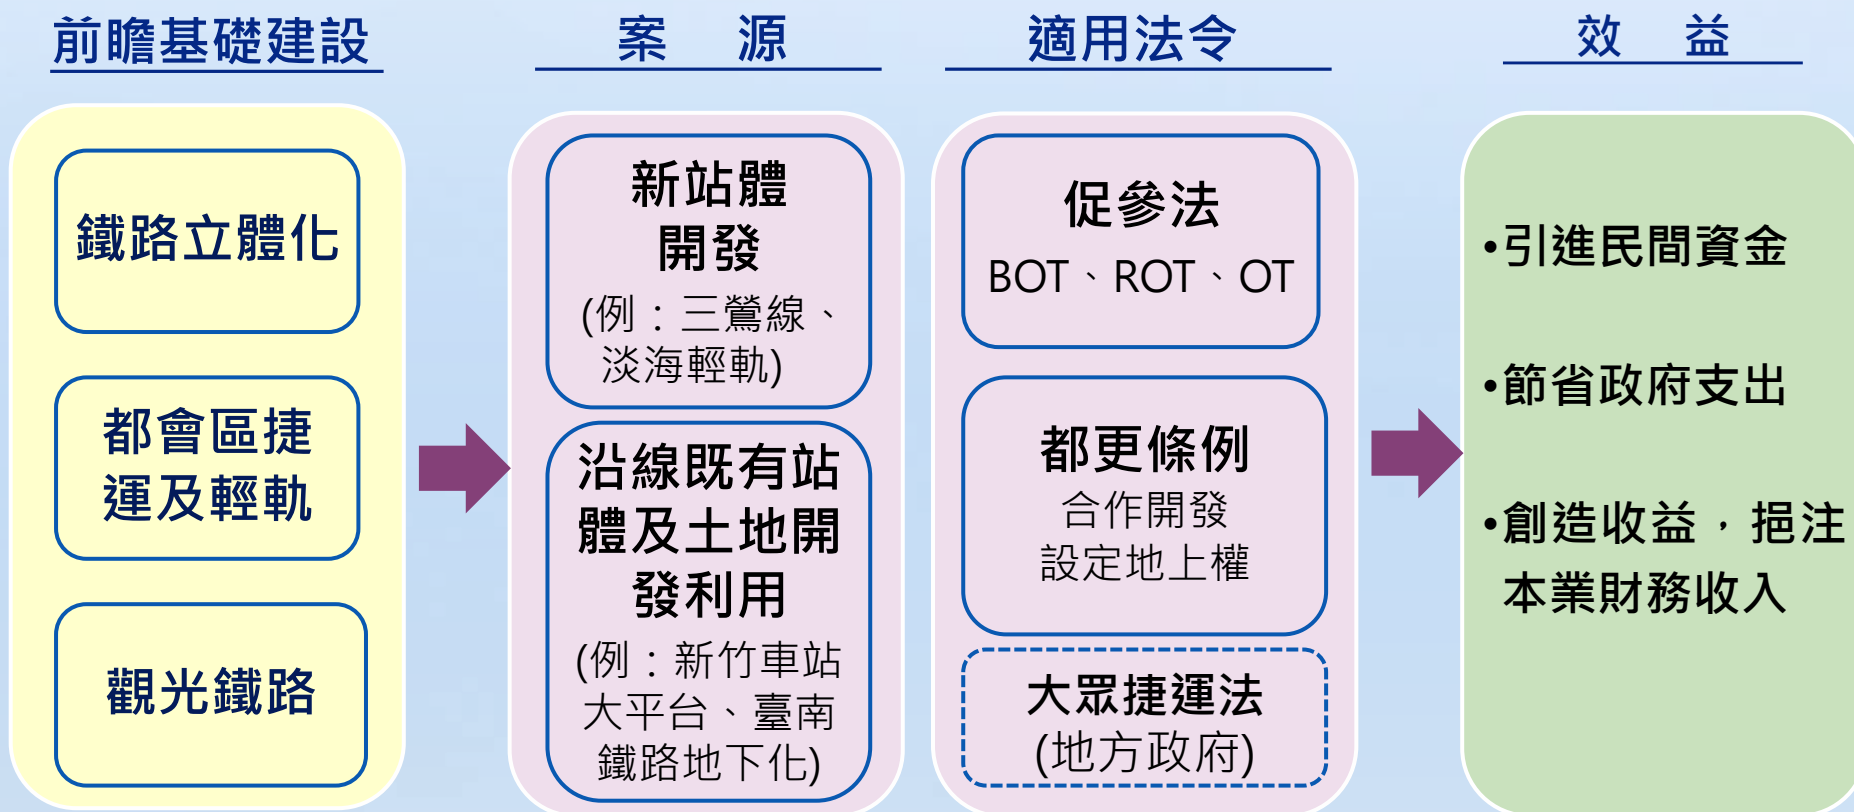 前瞻基礎建設
鐵路立體化
都會區捷
運及輕軌
觀光鐵路
案 源
新站體
開發
(例：三鶯線、
淡海輕軌)
沿線既有站
體及土地開
發利用
(例：新竹車站
大平台、臺南
鐵路地下化)
適用法令
促參法
BOT、ROT、OT
都更條例
合作開發
設定地上權
大眾捷運法
(地方政府)
效 益
•引進民間資金
•節省政府支出
•創造收益，挹注
本業財務收入